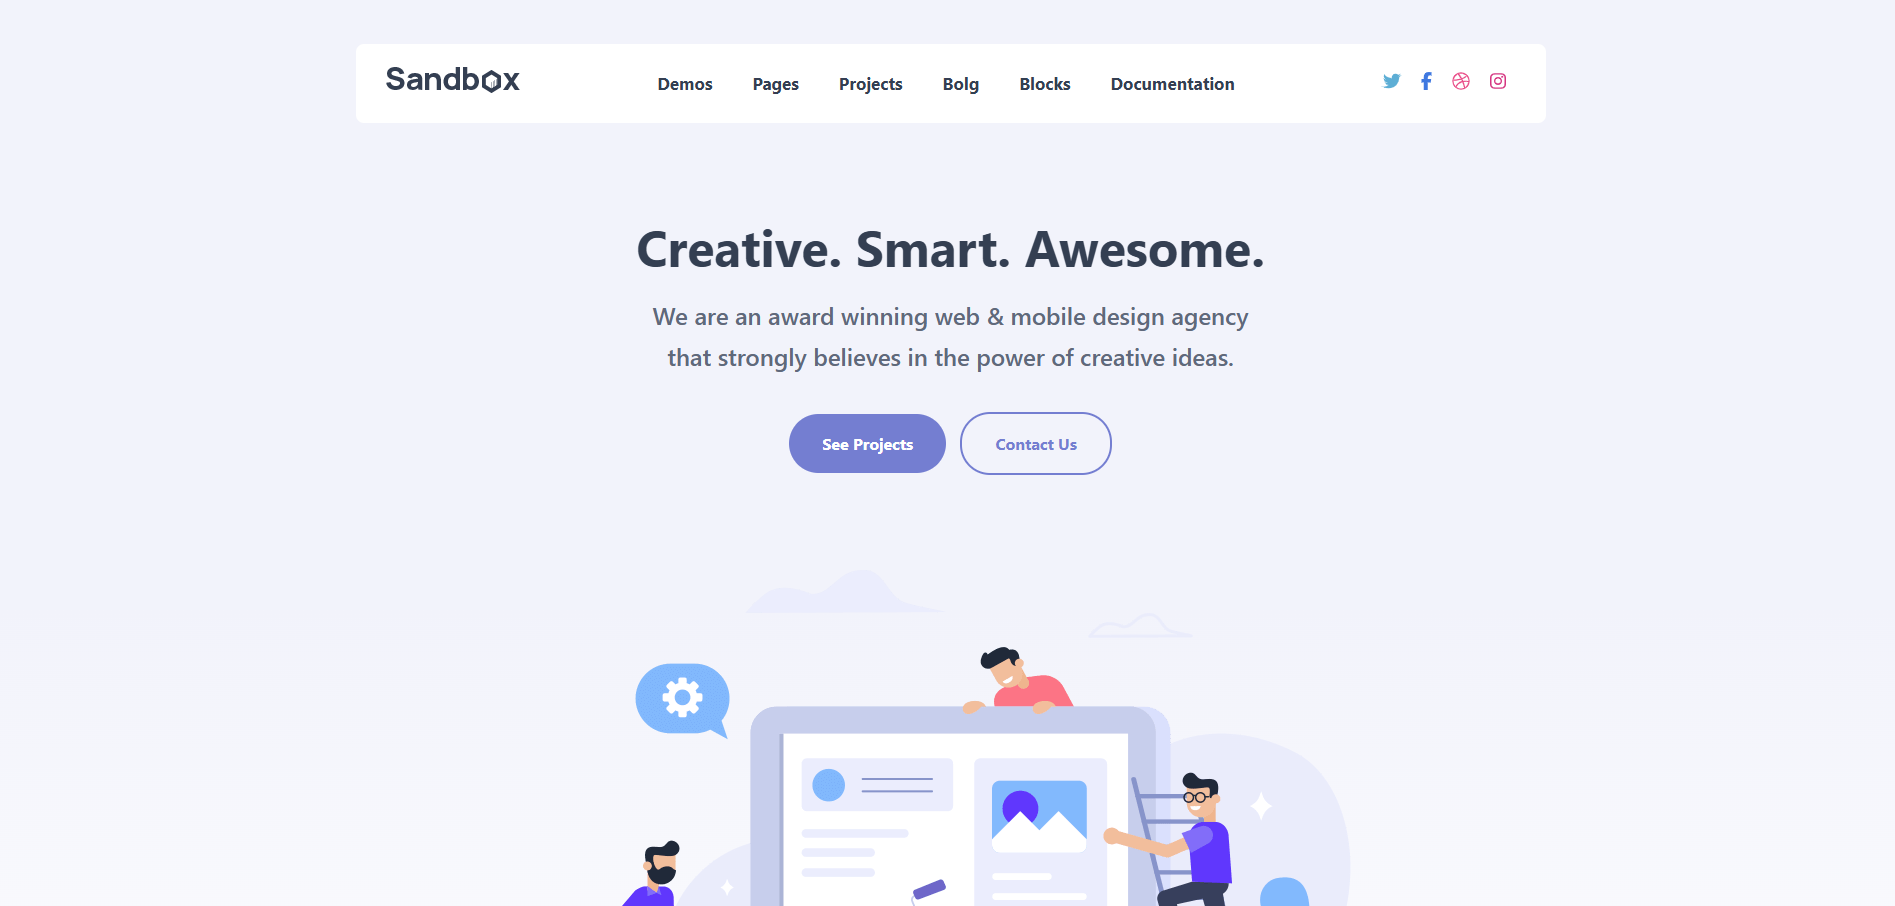 Sandbox
Demos Pages Projects Bolg Blocks Documentation
Creative. Smart. Awesome.
We are an award winning web & mobile design agency
that strongly believes in the power of creative ideas.
See Projects Contact Us